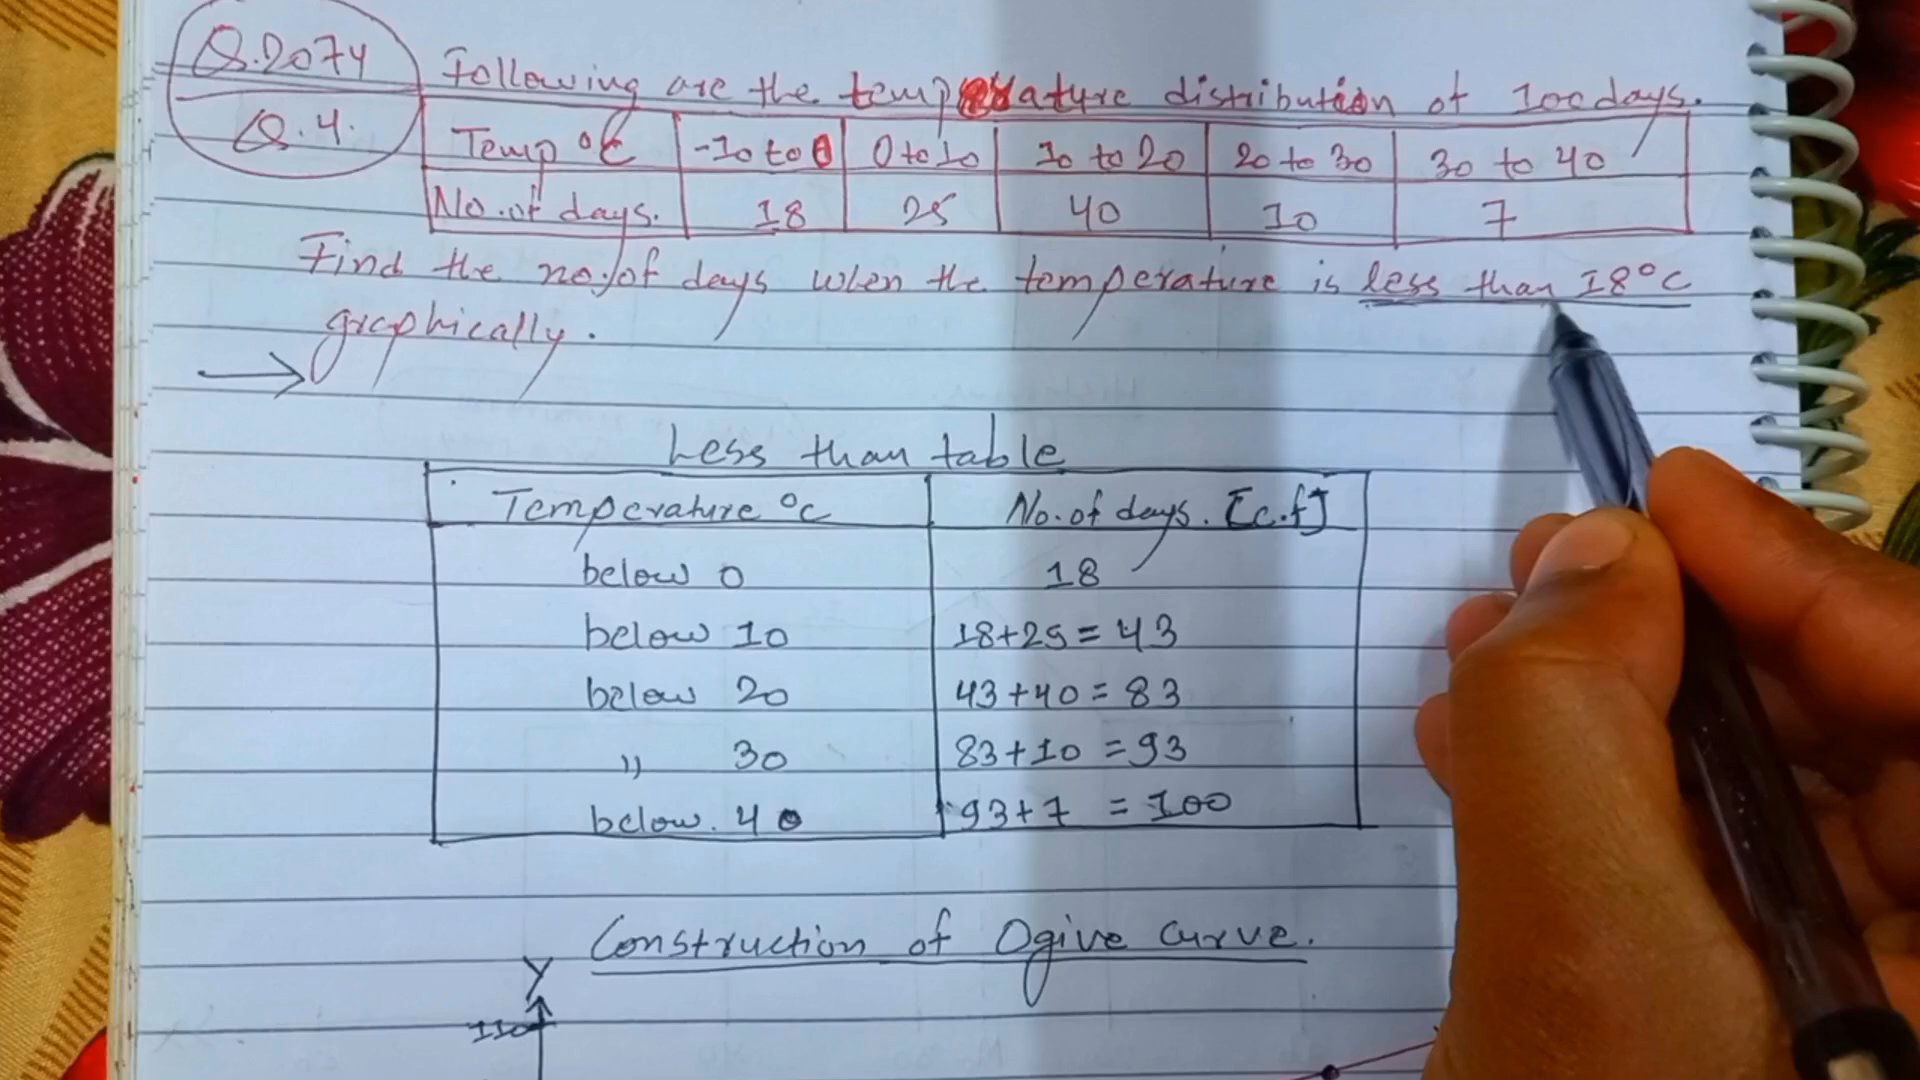 Q.2074
Q.4.
Following are the temperature distribution of 100 days.
Temp °C -10 to 0 0 to 10 10 to 20 20 to 30 30 to 40
No. of days. 18 25 40 10 7
Find the no. of days when the temperature is less than 18°C
graphically.
Less than table
Temperature °C No. of days. [c.f]
below 0 18
below 10 18+25=43
below 20 43+40=83
" 30 83+10=93
below. 40 93+7=100
Construction of Ogive curve.
Y
110